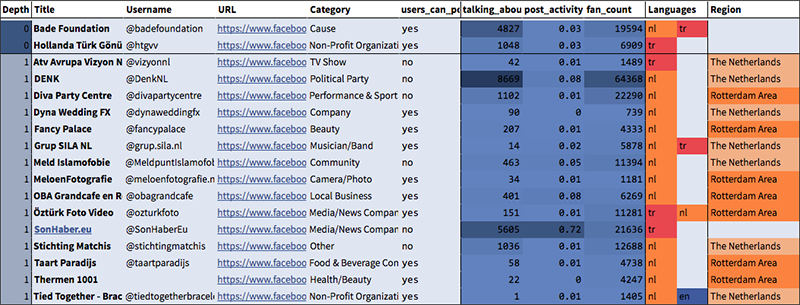 Depth Title Username URL Category users_can_po talking_abou post_activity fan_count Languages Region
0 Bade Foundation @badefoundation https://www.faceboo Cause yes 4827 0.03 19594 nl tr
0 Hollanda Türk Gönü @htgvv https://www.faceboo Non-Profit Organizati yes 1048 0.03 6909 tr
1 Atv Avrupa Vizyon N @vizyonnl https://www.faceboo TV Show no 42 0.01 1489 tr The Netherlands
1 DENK @DenkNL https://www.faceboo Political Party no 8669 0.08 64368 nl The Netherlands
1 Diva Party Centre @divapartycentre https://www.faceboo Performance & Sport no 1102 0.01 22290 nl Rotterdam Area
1 Dyna Wedding FX @dynaweddingfx https://www.faceboo Company yes 90 0 739 nl The Netherlands
1 Fancy Palace @fancypalace https://www.faceboo Beauty yes 207 0.01 4333 nl Rotterdam Area
1 Grup SILA NL @grup.sila.nl https://www.faceboo Musician/Band yes 14 0.02 5878 nl tr The Netherlands
1 Meld Islamofobie @MeldpuntIslamof https://www.faceboo Community no 463 0.05 11394 nl The Netherlands
1 MeloenFotografie @meloenfotografie.n https://www.faceboo Camera/Photo yes 34 0.01 1181 nl Rotterdam Area
1 OBA Grandcafe en R @obagrandcafe https://www.faceboo Local Business yes 401 0.08 6269 nl Rotterdam Area
1 Öztürk Foto Video @ozturkfoto https://www.faceboo Media/News Compan yes 151 0.01 11281 tr nl Rotterdam Area
1 SonHaber.eu @SonHaberEu https://www.faceboo Media/News Compan no 5605 0.72 21636 tr
1 Stichting Matchis @stichtingmatchis https://www.faceboo Other no 1036 0.01 12688 nl The Netherlands
1 Taart Paradijs @taartparadijs https://www.faceboo Food & Beverage Con yes 58 0.01 4738 nl Rotterdam Area
1 Thermen 1001 https://www.faceboo Health/Beauty yes 22 0 4247 nl Rotterdam Area
1 Tied Together - Brac @tiedtogetherbracele https://www.faceboo Non-Profit Organizati yes 1 0.01 1405 nl en The Netherlands